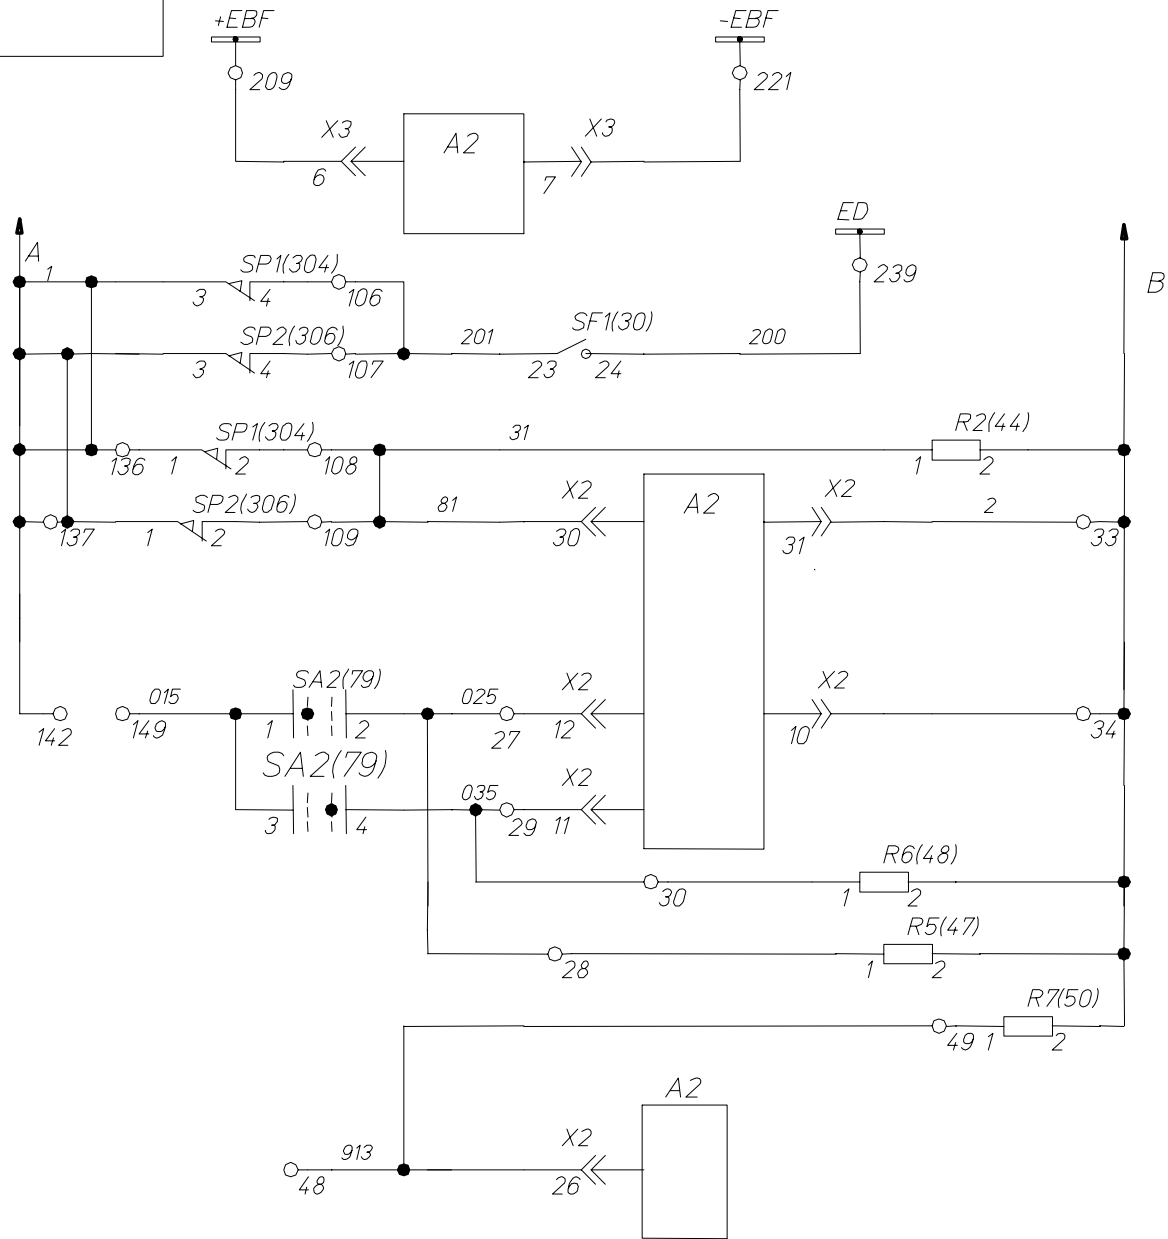 +EBF -EBF
209 221
X3 A2 X3
6 7
ED
A
1 SP1(304) 239 B
3 4 106
SP2(306) 201 SF1(30) 200
3 4 107 23 24
SP1(304) 31 R2(44)
136 1 2 108 1 2
SP2(306) 81 X2 A2 X2 2
137 1 2 109 30 31 33
015 SA2(79) 025 X2 X2
142 149 1 2 27 12 10 34
SA2(79) 035 X2
3 4 29 11
R6(48)
30 1 2
R5(47)
28 1 2
R7(50)
49 1 2
A2
913 X2
48 26